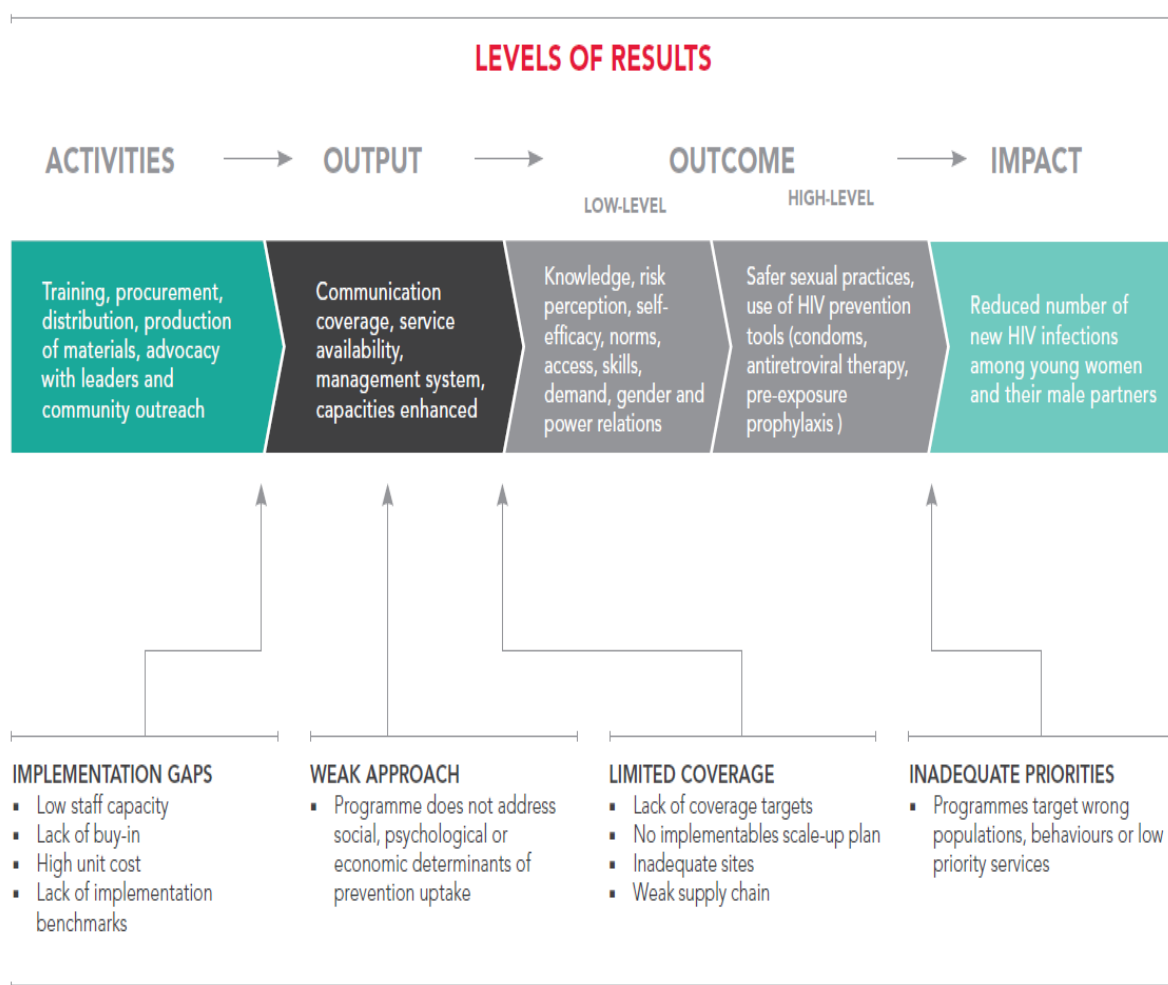 LEVELS OF RESULTS
ACTIVITIES
OUTPUT
OUTCOME
IMPACT
LOW-LEVEL
HIGH-LEVEL
Training, procurement,
distribution, production
of materials, advocacy
with leaders and
community outreach
Communication
coverage, service
availability,
management system,
capacities enhanced
Knowledge, risk
perception, self-
efficacy, norms,
access, skills,
demand, gender and
power relations
Safer sexual practices,
use of HIV prevention
tools (condoms,
antiretroviral therapy,
pre-exposure
prophylaxis )
Reduced number of
new HIV infections
among young women
and their male partners
IMPLEMENTATION GAPS
▪ Low staff capacity
▪ Lack of buy-in
▪ High unit cost
▪ Lack of implementation
benchmarks
WEAK APPROACH
▪ Programme does not address
social, psychological or
economic determinants of
prevention uptake
LIMITED COVERAGE
▪ Lack of coverage targets
▪ No implementables scale-up plan
▪ Inadequate sites
▪ Weak supply chain
INADEQUATE PRIORITIES
▪ Programmes target wrong
populations, behaviours or low
priority services